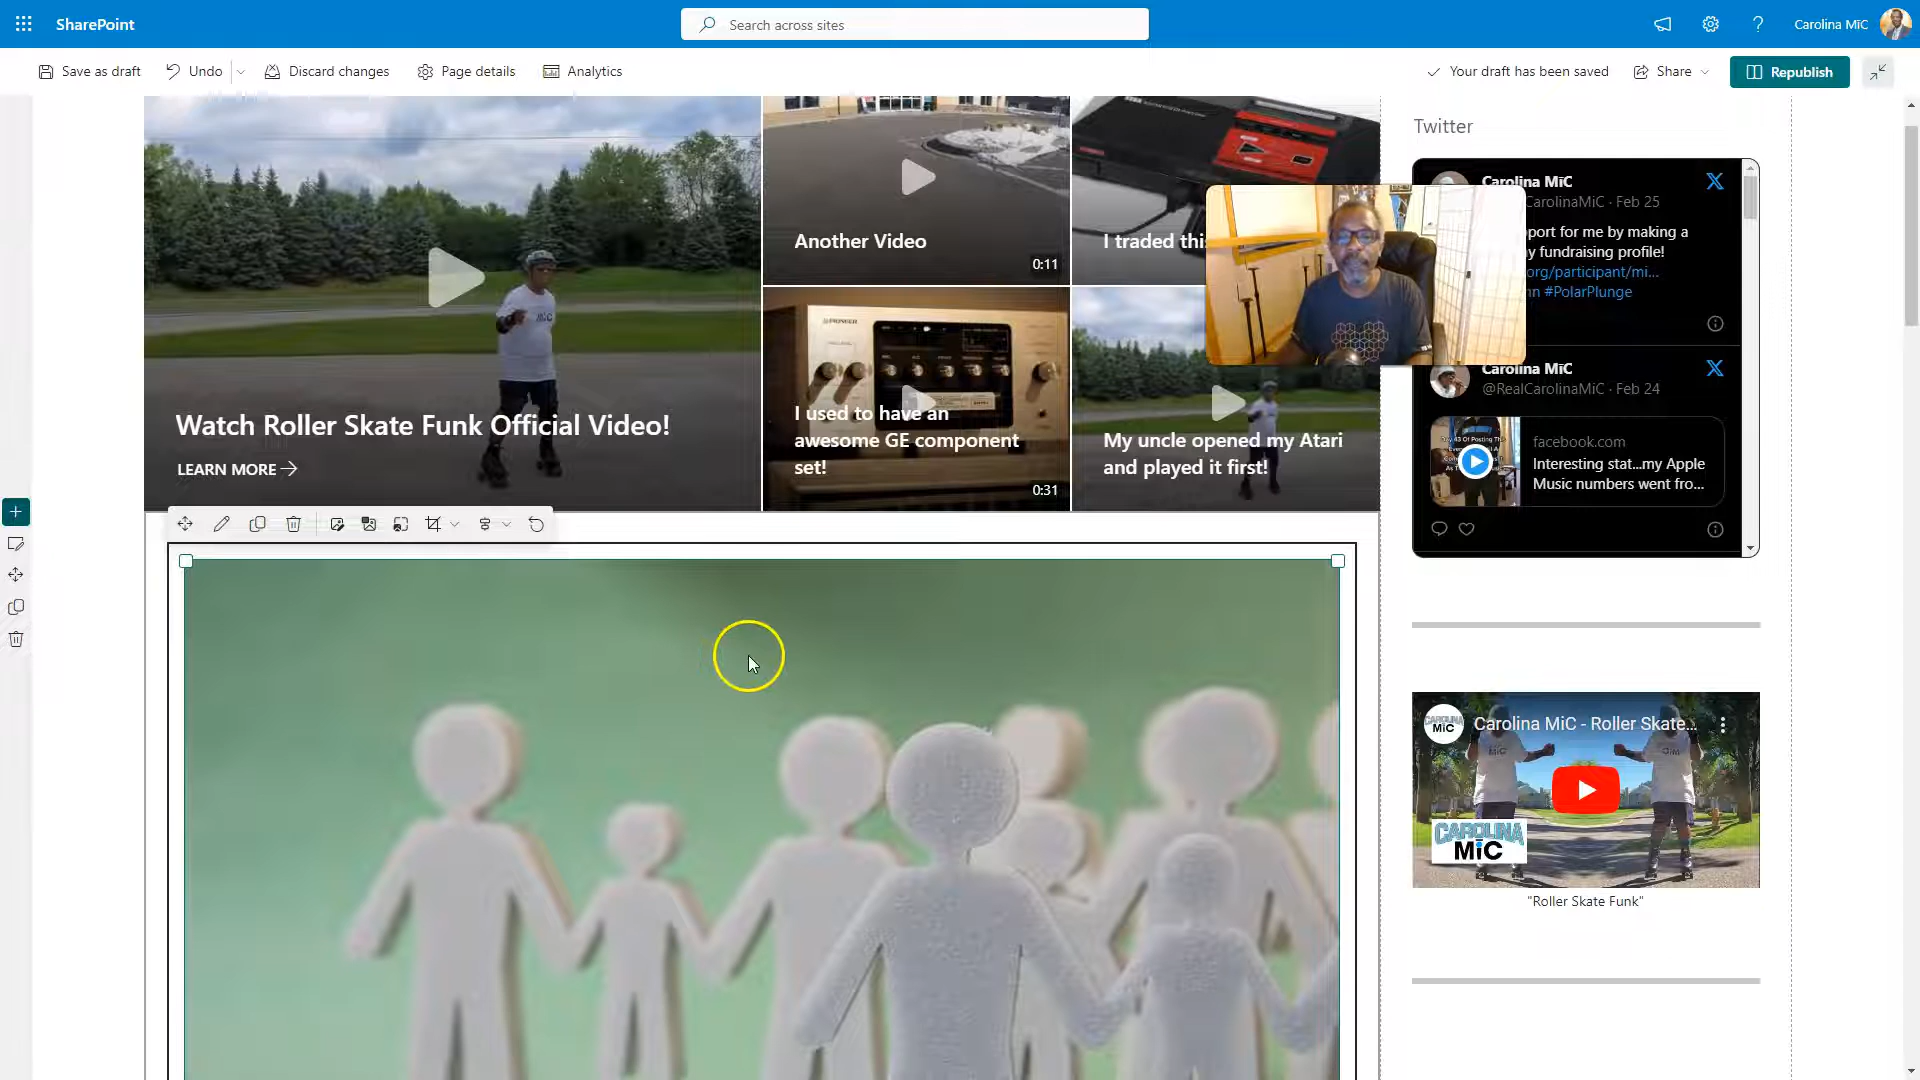 SharePoint
Search across sites
Carolina MiC
Save as draft
Undo
Discard changes
Page details
Analytics
Your draft has been saved
Share
Republish
Another Video
0:11
I traded
Watch Roller Skate Funk Official Video!
LEARN MORE
PIONEER
I used to have an
awesome GE component
set!
0:31
My uncle opened my Atari
and played it first!
Twitter
Carolina MiC
CarolinaMiC · Feb 25
port for me by making a
y fundraising profile!
org/participant/mi...
#PolarPlunge
Carolina MiC
@RealCarolinaMiC · Feb 24
facebook.com
Interesting stat...my Apple
Music numbers went fro...
CAROLINA
MiC
Carolina MiC - Roller Skate...
CAROLINA
MiC
"Roller Skate Funk"